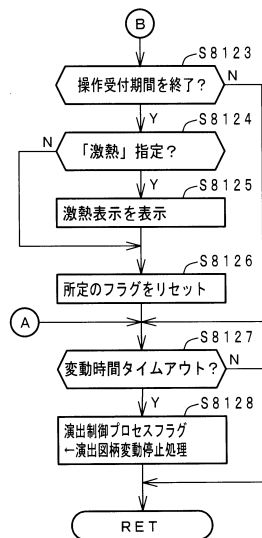 B
S8123
操作受付期間を終了？
N
Y
S8124
「激熱」指定？
N
Y
S8125
激熱表示を表示
S8126
所定のフラグをリセット
A
S8127
変動時間タイムアウト？
N
Y
S8128
演出制御プロセスフラグ
←演出図柄変動停止処理
RET